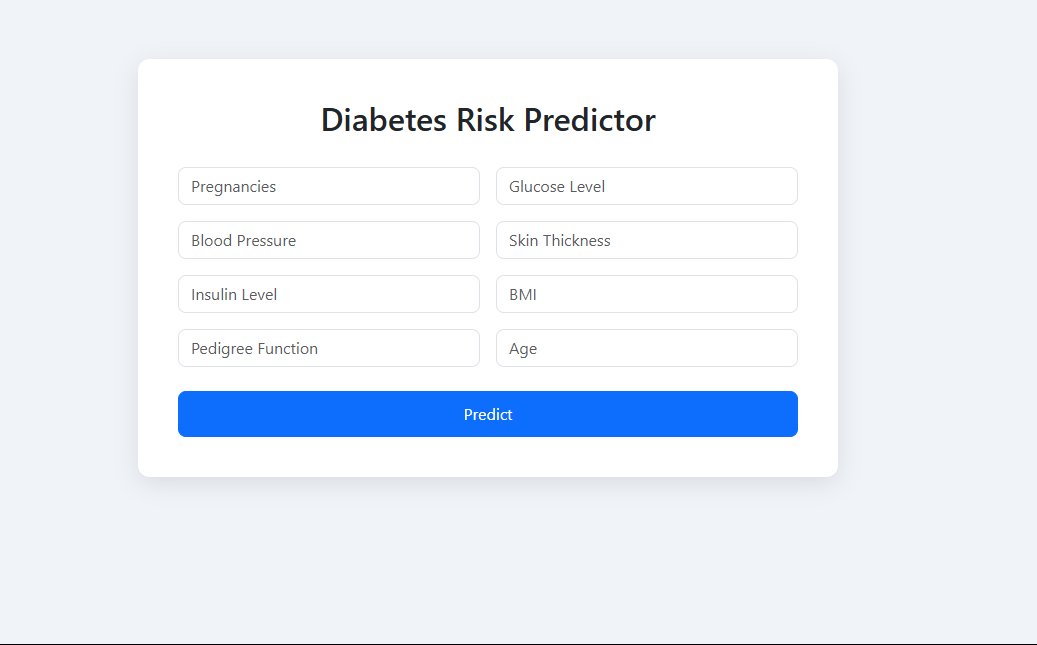 Diabetes Risk Predictor
Pregnancies
Glucose Level
Blood Pressure
Skin Thickness
Insulin Level
BMI
Pedigree Function
Age
Predict